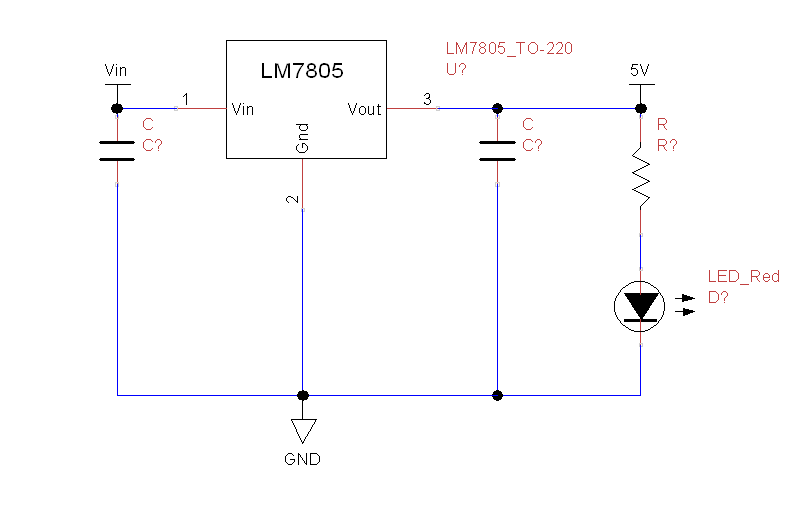 LM7805_TO-220
U?
Vin
5V
LM7805
1
Vin
Vout
3
Gnd
2
C
C?
C
C?
R
R?
LED_Red
D?
GND